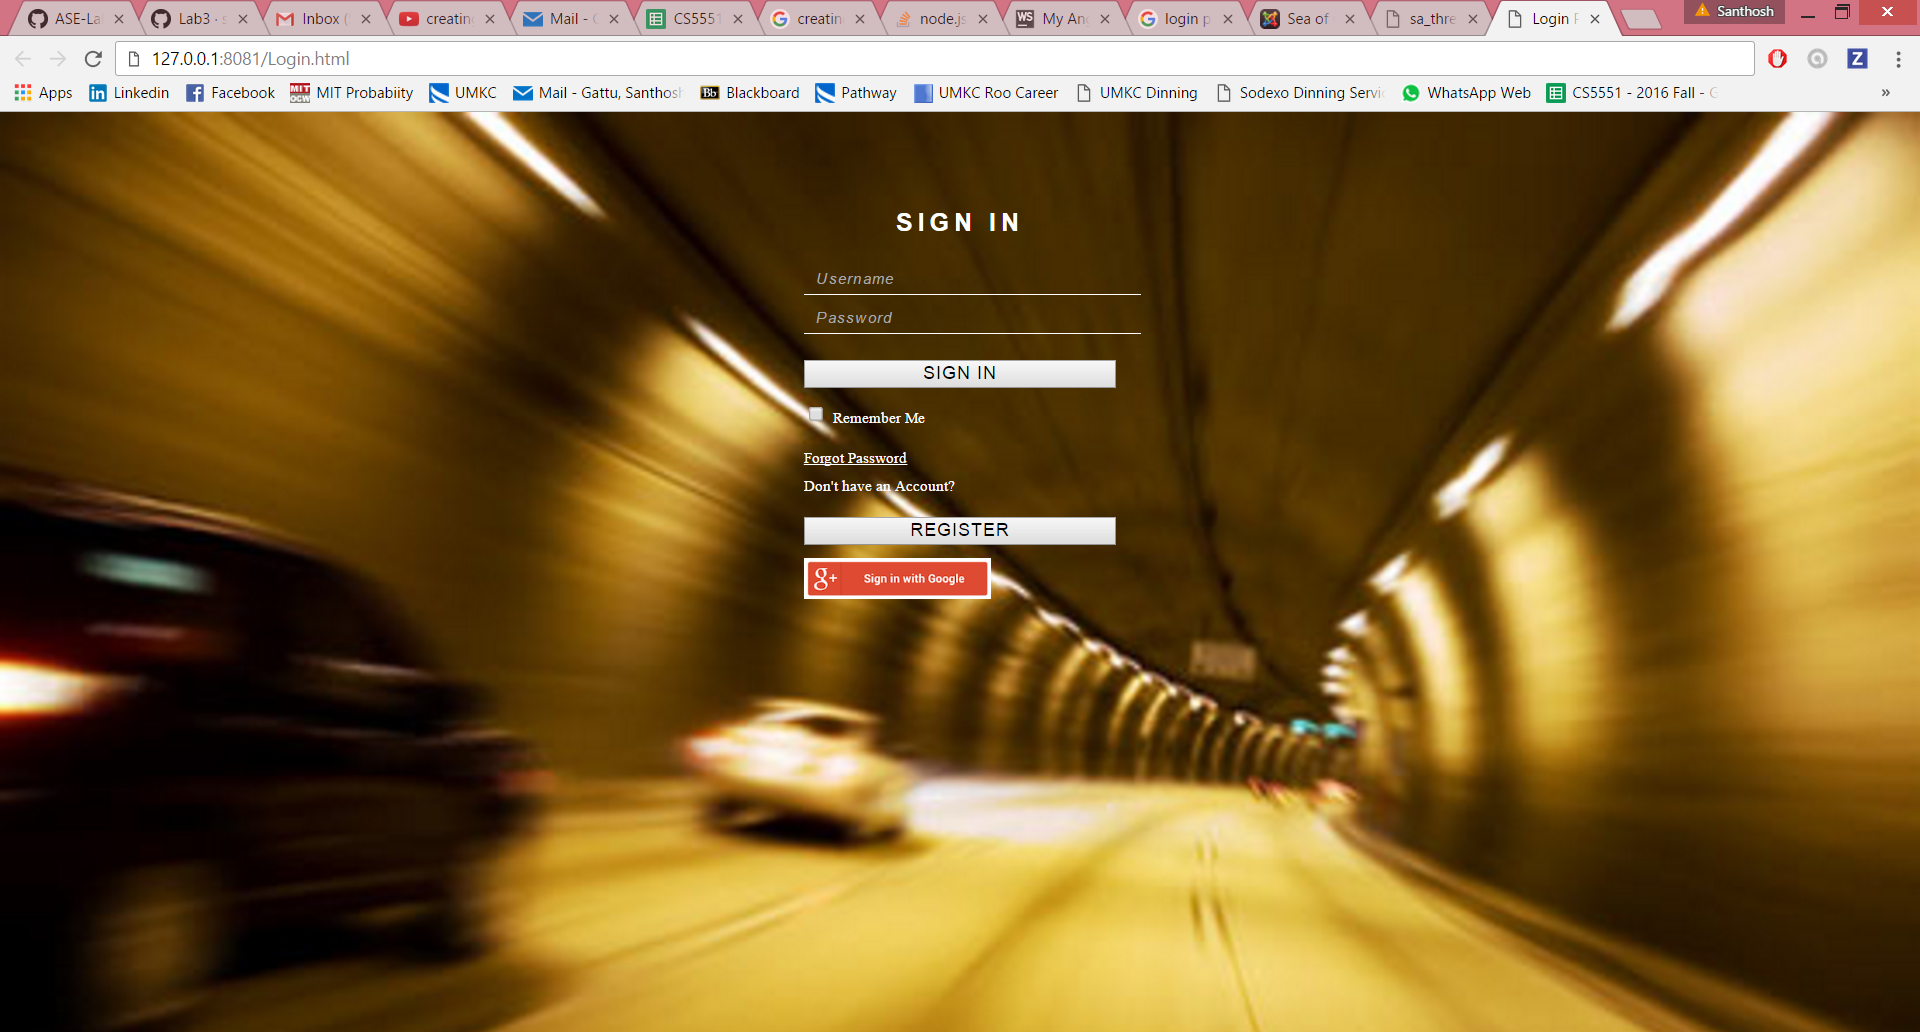 ASE-La
Lab3 · s
Inbox (
creatin
Mail - G
CS5551
creatin
node.js
My An
login p
Sea of
sa_thre
Login P
Santhosh
127.0.0.1:8081/Login.html
Apps
Linkedin
Facebook
MIT Probabiity
UMKC
Mail - Gattu, Santhosh
Blackboard
Pathway
UMKC Roo Career
UMKC Dinning
Sodexo Dinning Servic
WhatsApp Web
CS5551 - 2016 Fall - G
SIGN IN
Username
Password
SIGN IN
Remember Me
Forgot Password
Don't have an Account?
REGISTER
g+ Sign in with Google